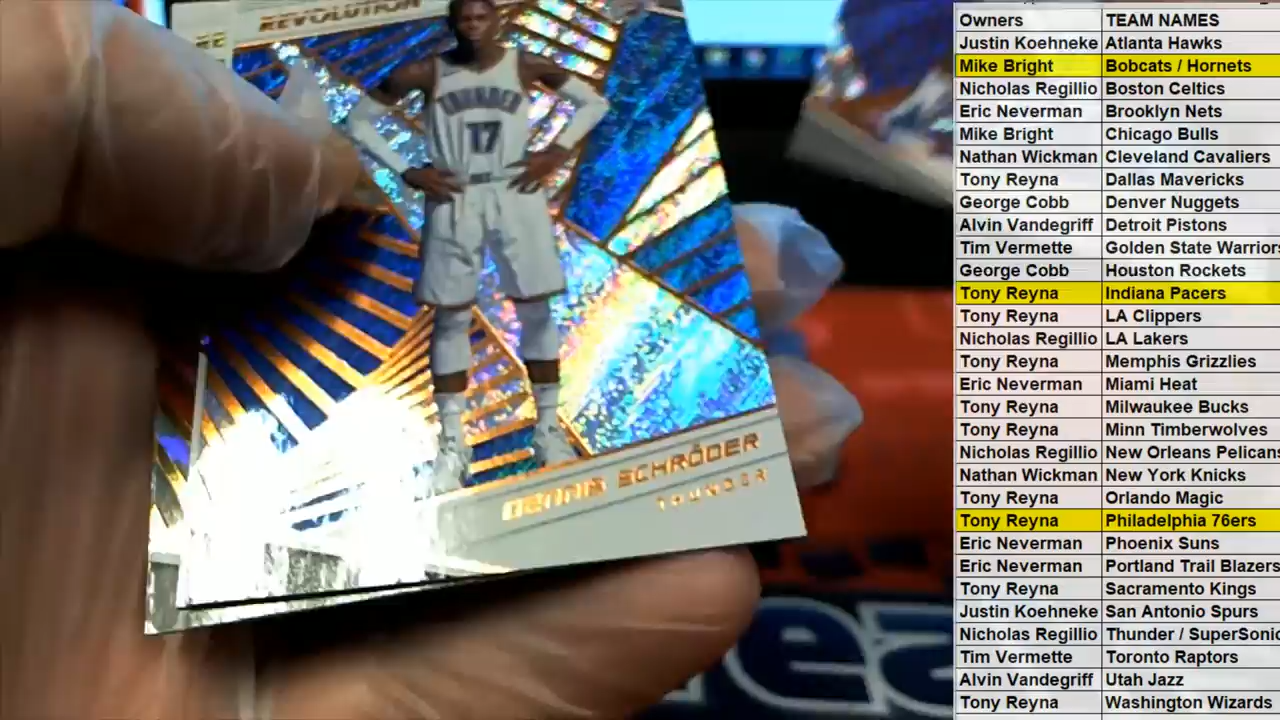 REVOLUTION
THUNDER
17
DENNIS SCHRÖDER
THUNDER
Owners TEAM NAMES
Justin Koehneke Atlanta Hawks
Mike Bright Bobcats / Hornets
Nicholas Regillio Boston Celtics
Eric Neverman Brooklyn Nets
Mike Bright Chicago Bulls
Nathan Wickman Cleveland Cavaliers
Tony Reyna Dallas Mavericks
George Cobb Denver Nuggets
Alvin Vandegriff Detroit Pistons
Tim Vermette Golden State Warriors
George Cobb Houston Rockets
Tony Reyna Indiana Pacers
Tony Reyna LA Clippers
Nicholas Regillio LA Lakers
Tony Reyna Memphis Grizzlies
Eric Neverman Miami Heat
Tony Reyna Milwaukee Bucks
Tony Reyna Minn Timberwolves
Nicholas Regillio New Orleans Pelicans
Nathan Wickman New York Knicks
Tony Reyna Orlando Magic
Tony Reyna Philadelphia 76ers
Eric Neverman Phoenix Suns
Eric Neverman Portland Trail Blazers
Tony Reyna Sacramento Kings
Justin Koehneke San Antonio Spurs
Nicholas Regillio Thunder / SuperSonic
Tim Vermette Toronto Raptors
Alvin Vandegriff Utah Jazz
Tony Reyna Washington Wizards